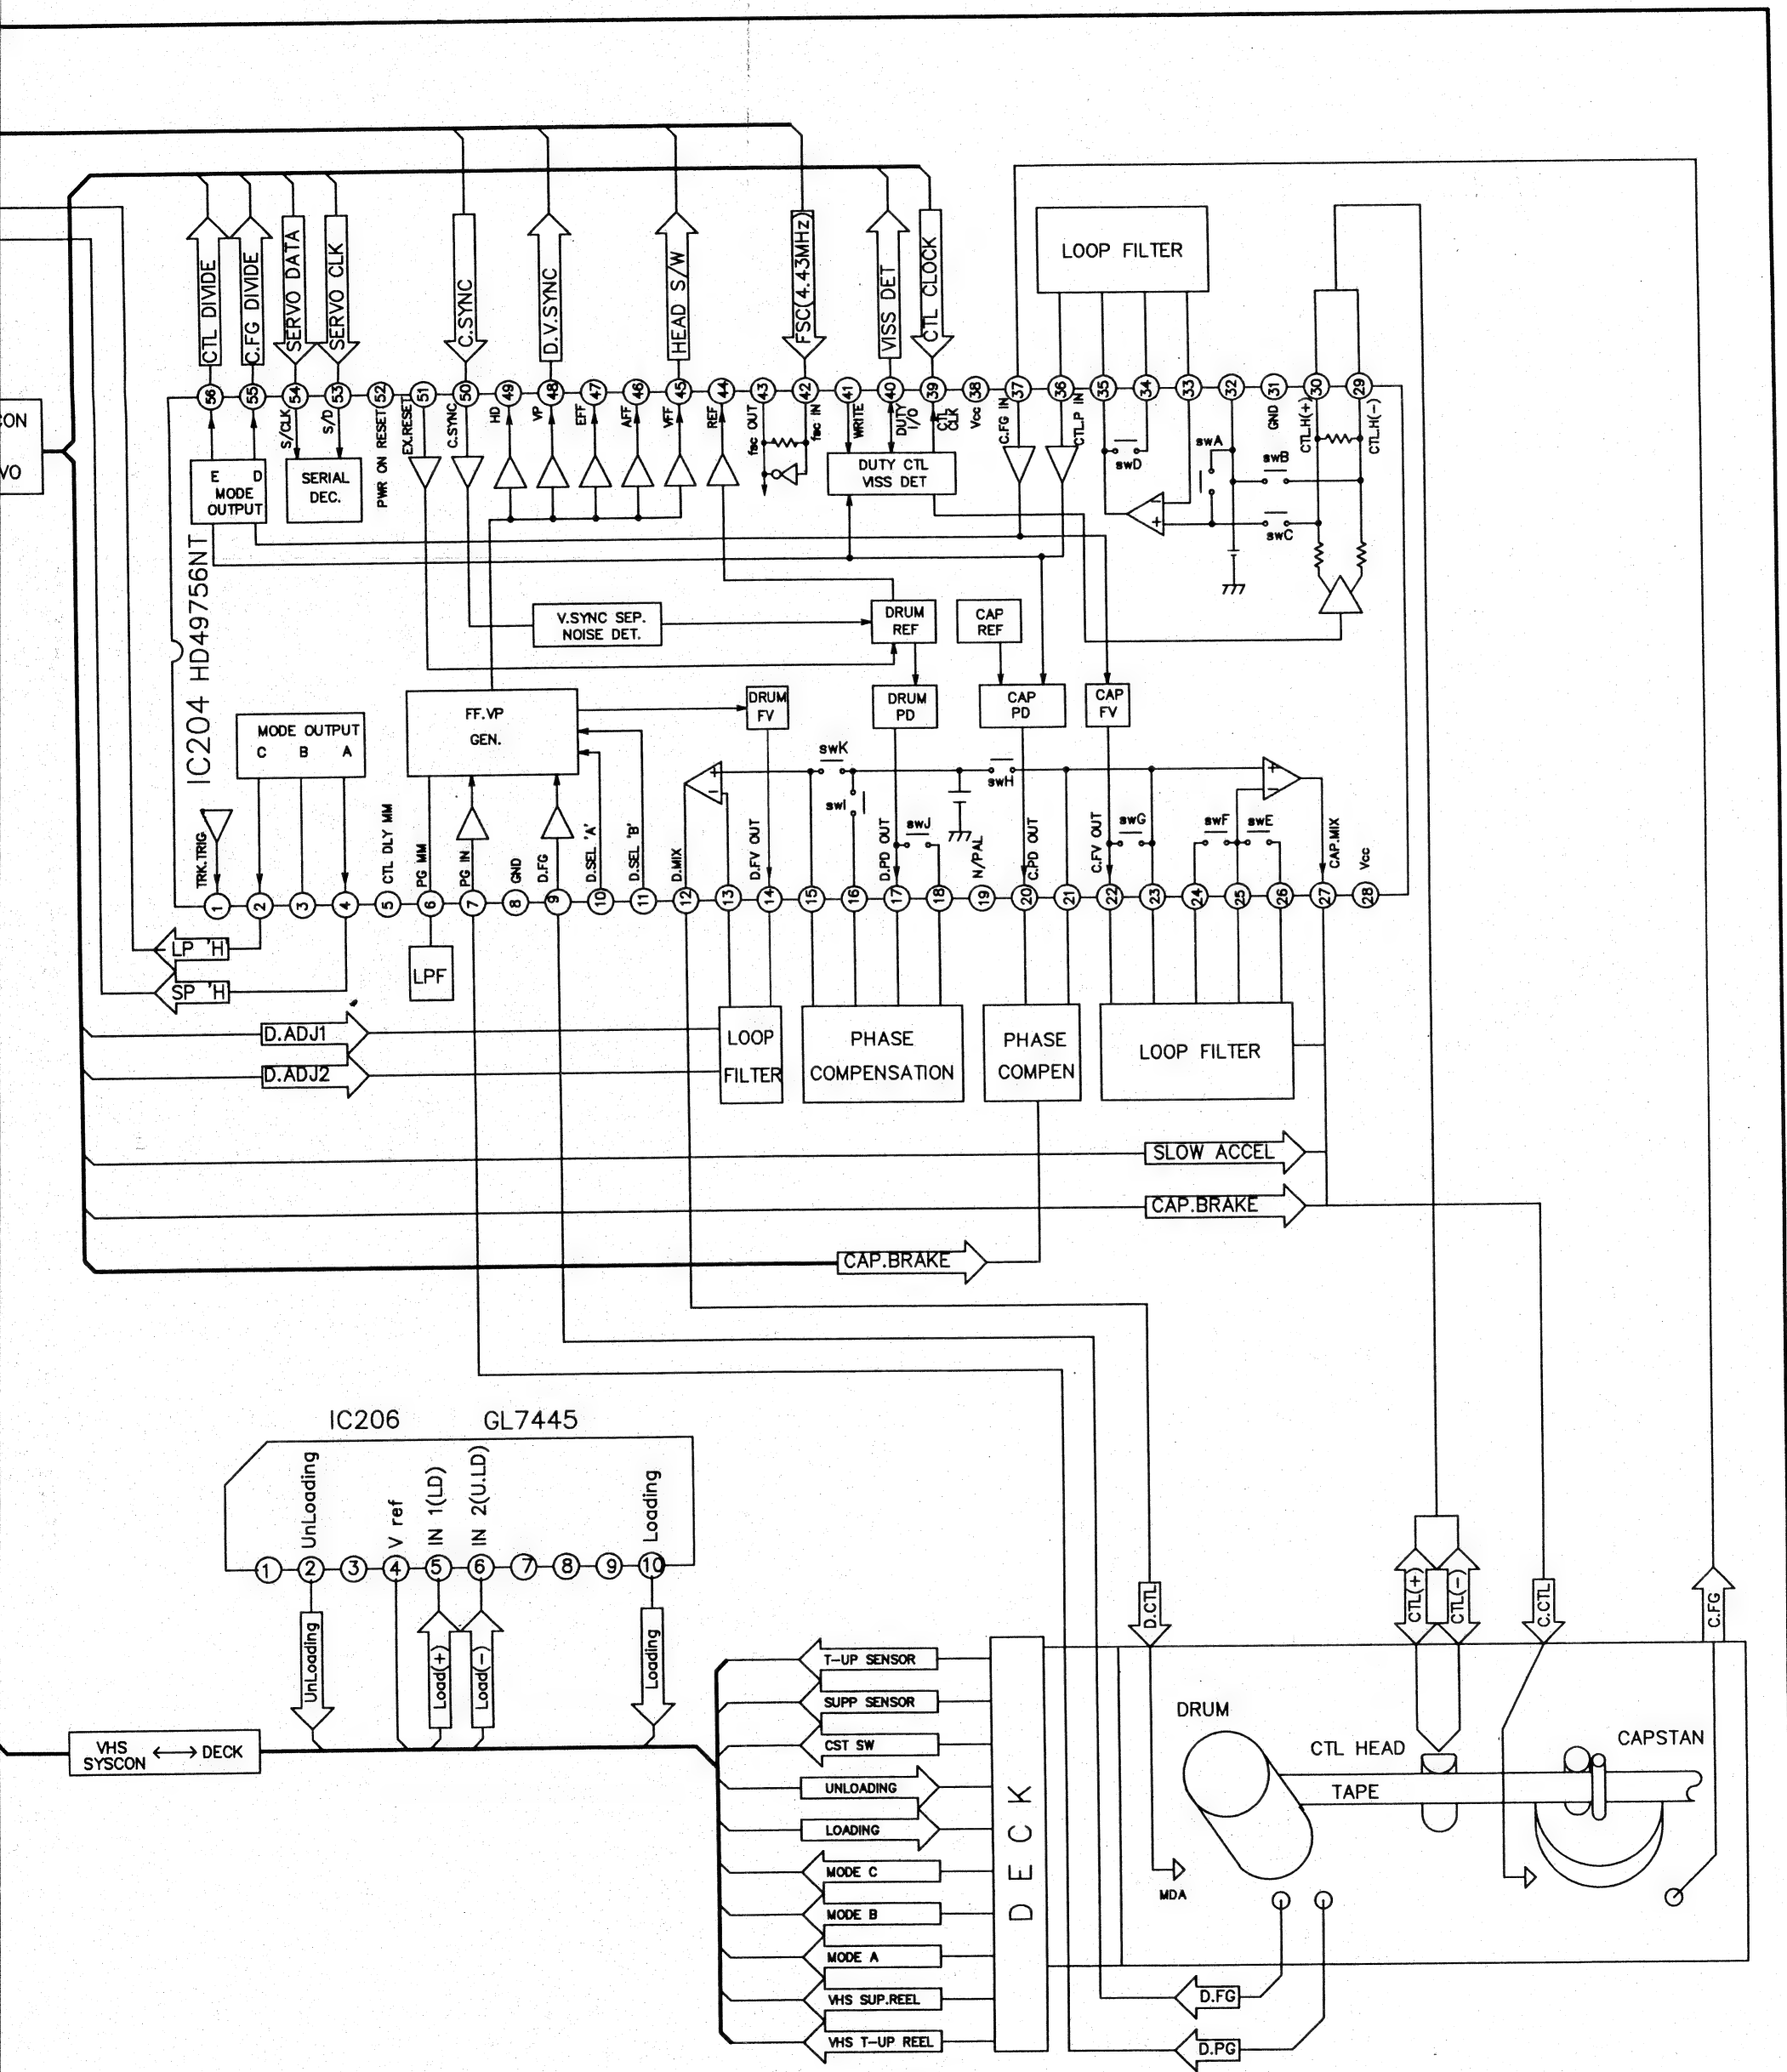 CON
VO
CTL DIVIDE
C.FG DIVIDE
SERVO DATA
SERVO CLK
C.SYNC
D.V.SYNC
HEAD S/W
FSC(4.43MHz)
VISS DET
CTL CLOCK
LOOP FILTER
56
55
54
53
52
51
50
49
48
47
46
45
44
43
42
41
40
39
38
37
36
35
34
33
32
31
30
29
S/CLK
S/D
PWR ON RESET
EX.RESET
C.SYNC
HD
VP
EFF
AFF
VFF
REF
fsc OUT
fsc IN
WRITE
DUTY I/O
CTL CLK
Vcc
C.FG IN
CTL.P IN
GND
CTL.H(+)
CTL.H(-)
E D
MODE
OUTPUT
SERIAL
DEC.
DUTY CTL
VISS DET
swD
swA
swB
swC
IC204 HD49756NT
V.SYNC SEP.
NOISE DET.
DRUM
REF
CAP
REF
MODE OUTPUT
C B A
FF.VP
GEN.
DRUM
FV
DRUM
PD
CAP
PD
CAP
FV
swK
swI
swJ
swH
swG
swF
swE
TRK.TRIG
CTL DLY MM
PG MM
PG IN
GND
D.FG
D.SEL 'A'
D.SEL 'B'
D.MIX
D.FV OUT
D.PD OUT
N/PAL
C.PD OUT
C.FV OUT
CAP.MIX
Vcc
1
2
3
4
5
6
7
8
9
10
11
12
13
14
15
16
17
18
19
20
21
22
23
24
25
26
27
28
LP 'H'
SP 'H'
LPF
D.ADJ1
D.ADJ2
LOOP
FILTER
PHASE
COMPENSATION
PHASE
COMPEN
LOOP FILTER
SLOW ACCEL
CAP.BRAKE
CAP.BRAKE
IC206 GL7445
UnLoading
V ref
IN 1(LD)
IN 2(U.LD)
Loading
1
2
3
4
5
6
7
8
9
10
UnLoading
Load(+)
Load(-)
Loading
VHS
SYSCON
DECK
T-UP SENSOR
SUPP SENSOR
CST SW
UNLOADING
LOADING
MODE C
MODE B
MODE A
VHS SUP.REEL
VHS T-UP REEL
DECK
D.CTL
CTL(+)
CTL(-)
C.CTL
C.FG
DRUM
CTL HEAD
TAPE
CAPSTAN
MDA
D.FG
D.PG